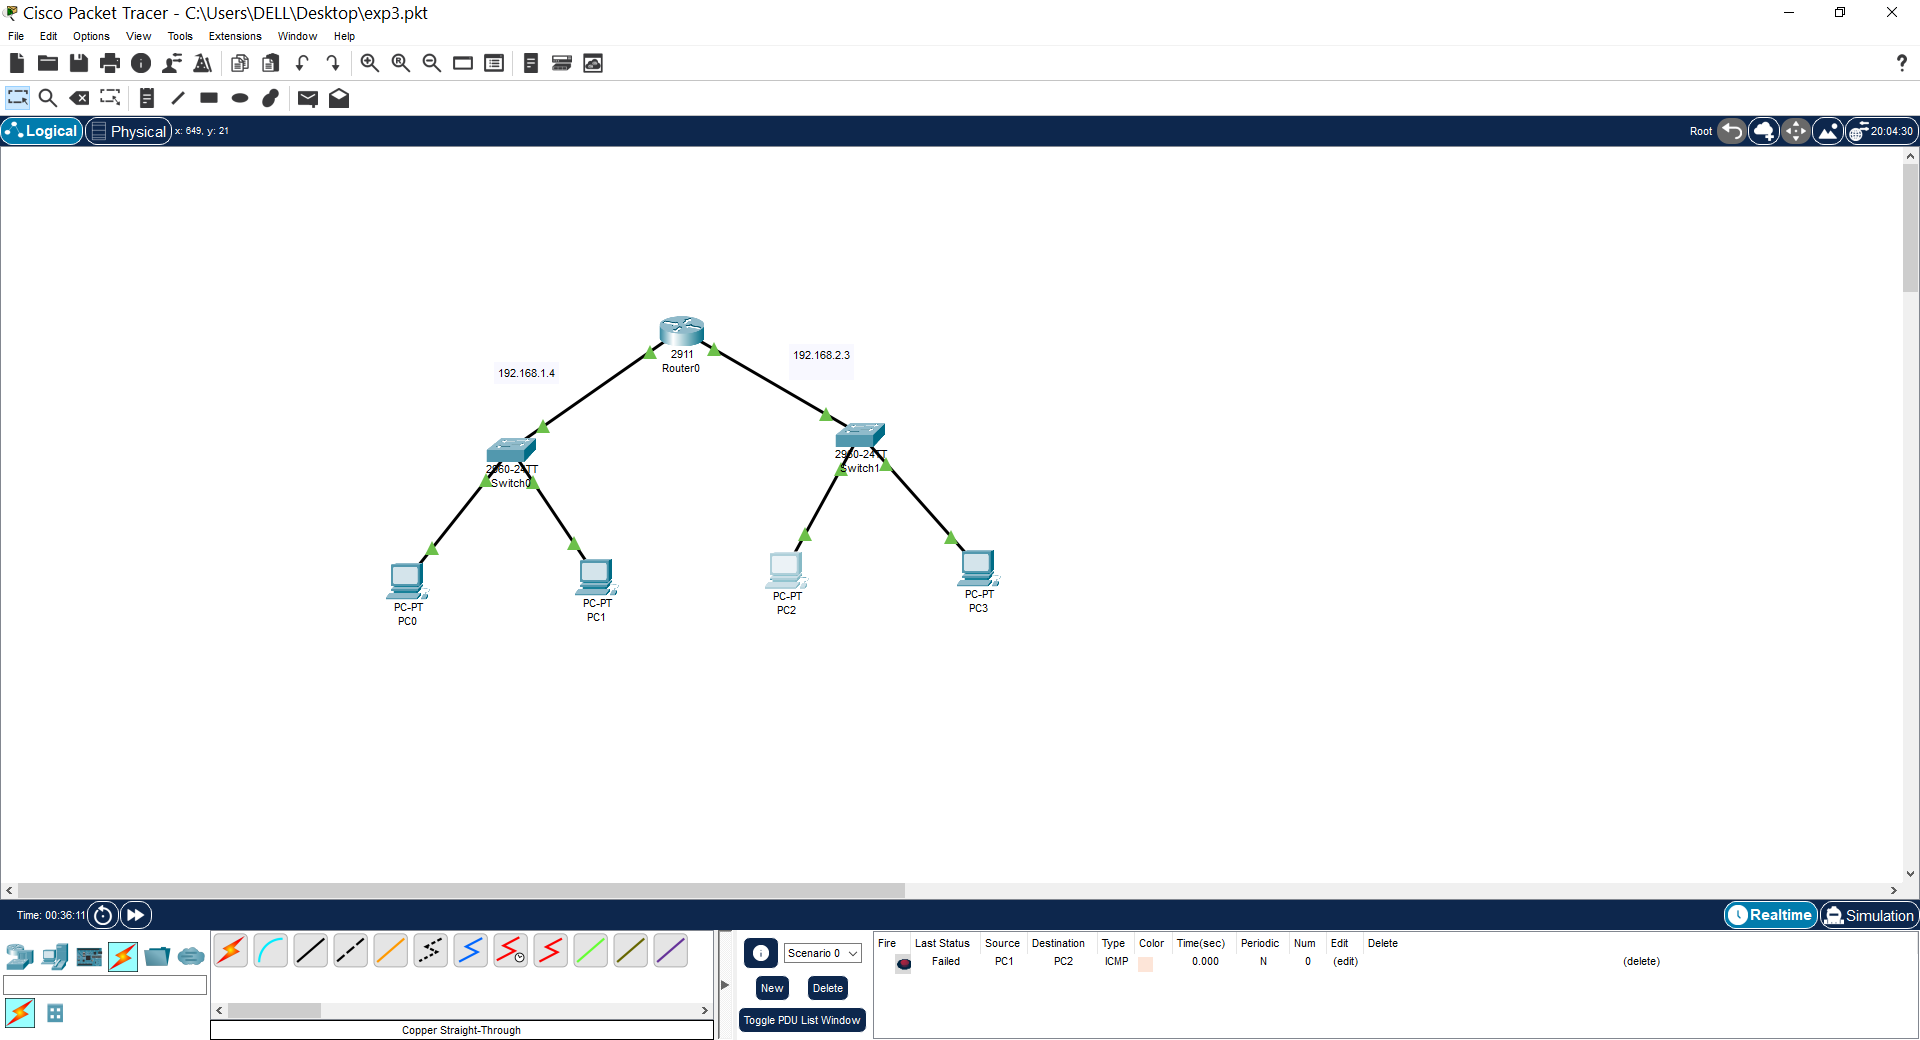 Cisco Packet Tracer - C:\Users\DELL\Desktop\exp3.pkt
File Edit Options View Tools Extensions Window Help
Logical Physical x: 649, y: 21 Root 20:04:30
2911
Router0
192.168.2.3
192.168.1.4
2960-24TT
Switch0
2960-24TT
Switch1
PC-PT
PC0
PC-PT
PC1
PC-PT
PC2
PC-PT
PC3
Time: 00:36:11 Realtime Simulation
Copper Straight-Through
Scenario 0
New Delete
Toggle PDU List Window
Fire Last Status Source Destination Type Color Time(sec) Periodic Num Edit Delete
Failed PC1 PC2 ICMP 0.000 N 0 (edit) (delete)